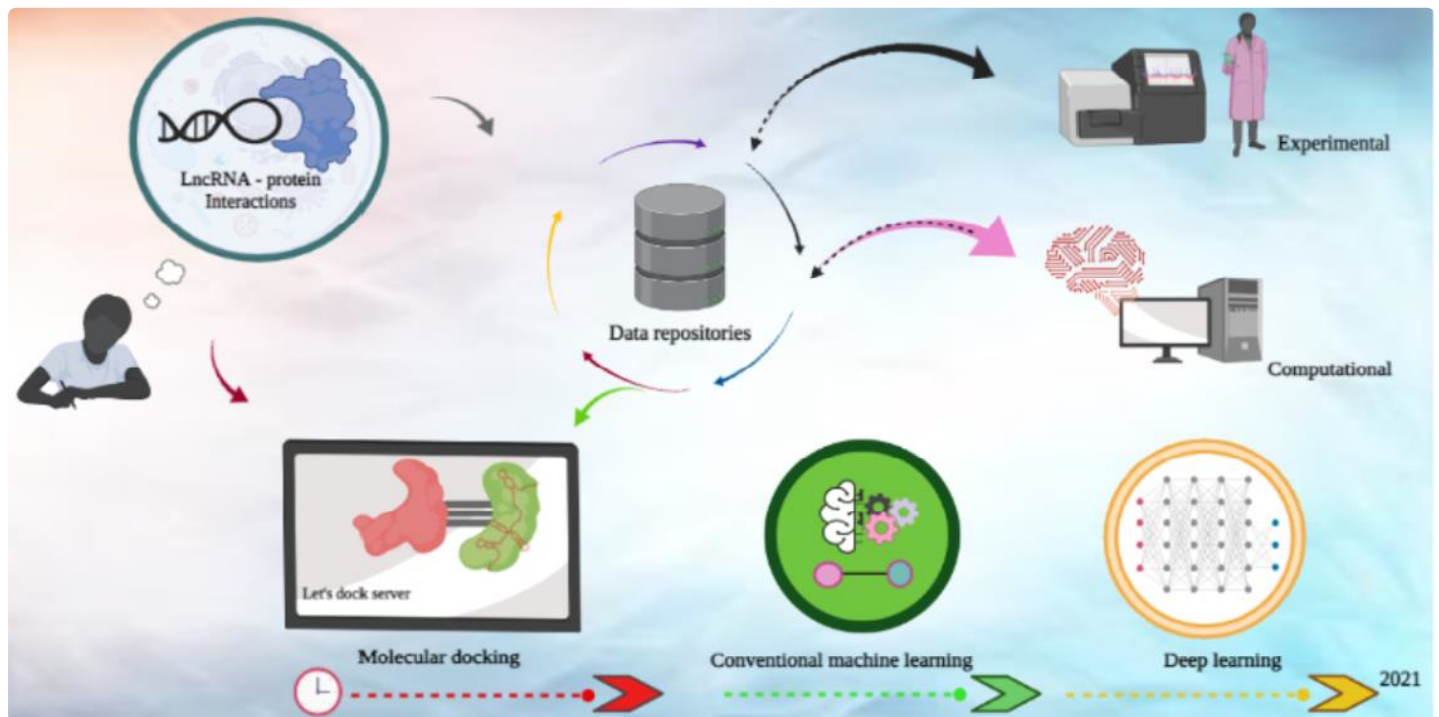 LncRNA - protein
Interactions
Experimental
Data repositories
Computational
Let's dock server
Molecular docking
Conventional machine learning
Deep learning
2021